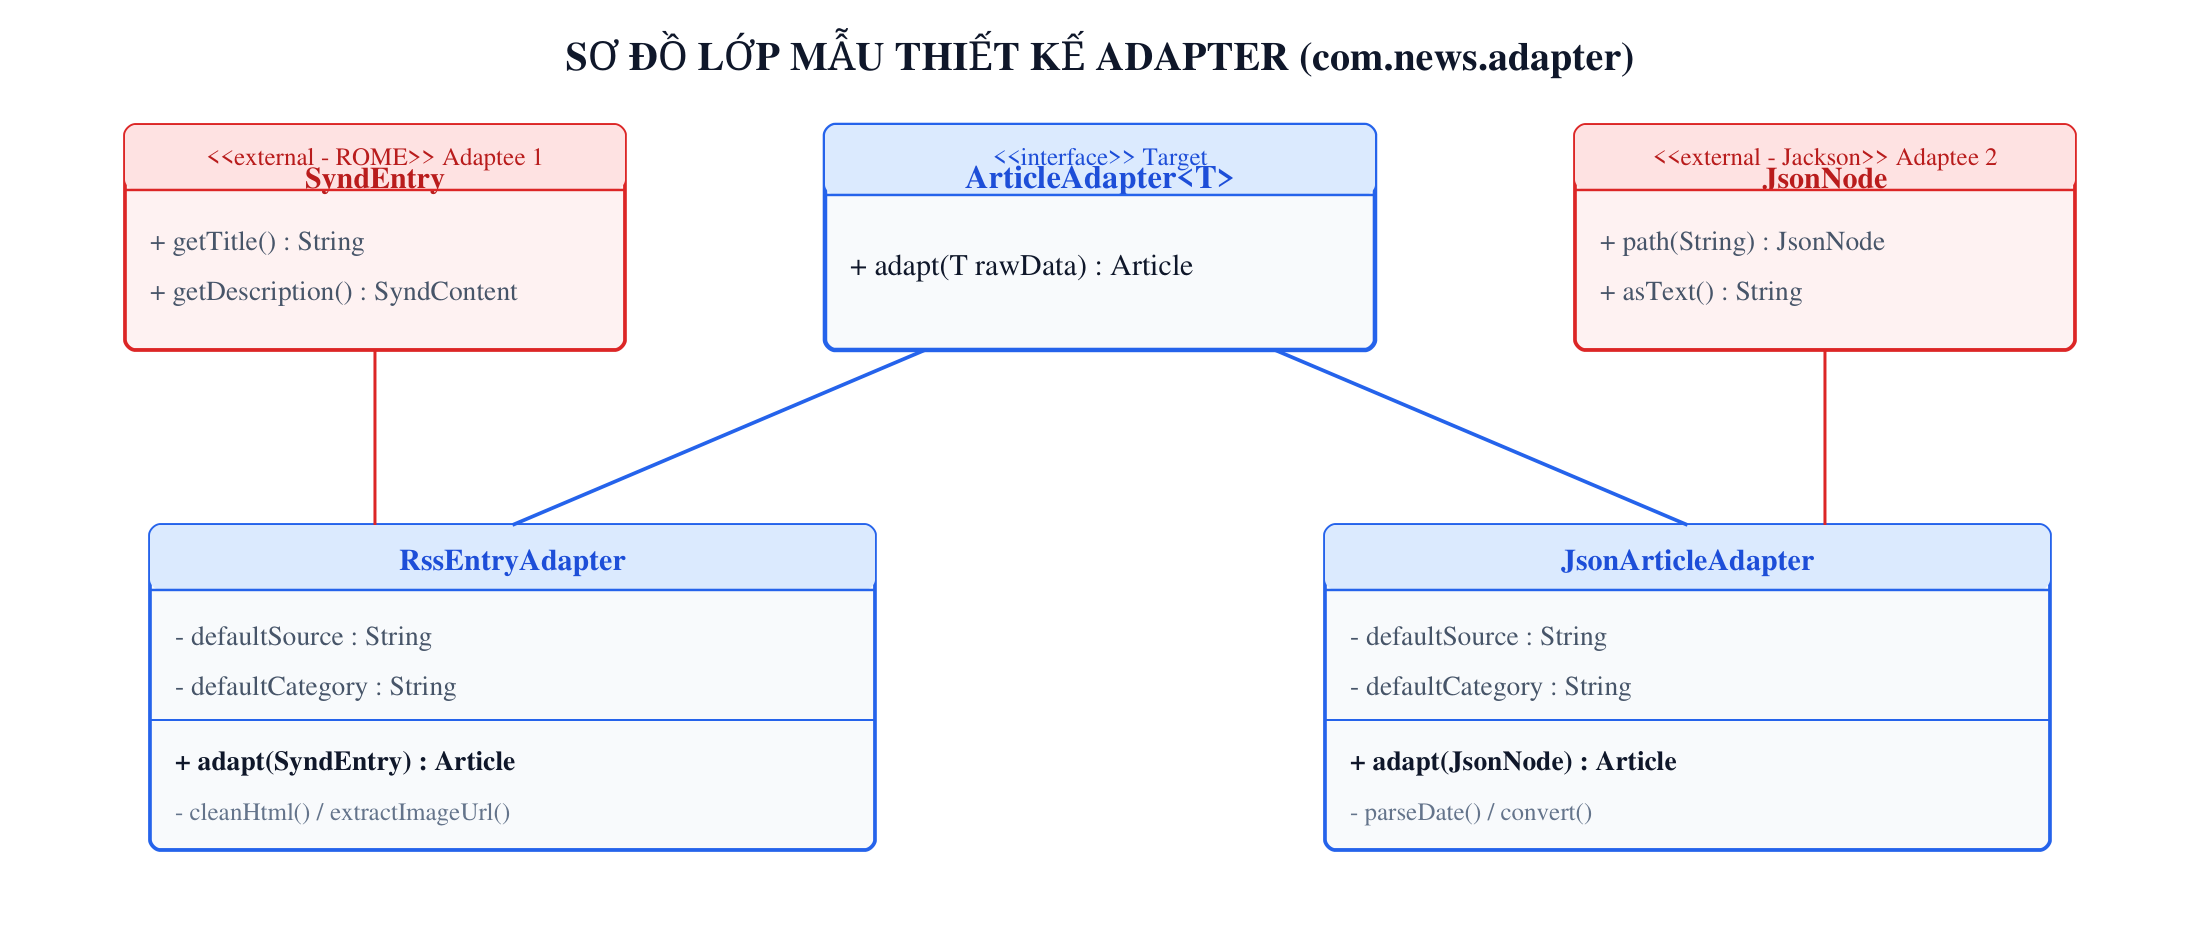 SƠ ĐỒ LỚP MẪU THIẾT KẾ ADAPTER (com.news.adapter)
<<external - ROME>> Adaptee 1
SyndEntry
+ getTitle() : String
+ getDescription() : SyndContent
<<interface>> Target
ArticleAdapter<T>
+ adapt(T rawData) : Article
<<external - Jackson>> Adaptee 2
JsonNode
+ path(String) : JsonNode
+ asText() : String
RssEntryAdapter
- defaultSource : String
- defaultCategory : String
+ adapt(SyndEntry) : Article
- cleanHtml() / extractImageUrl()
JsonArticleAdapter
- defaultSource : String
- defaultCategory : String
+ adapt(JsonNode) : Article
- parseDate() / convert()